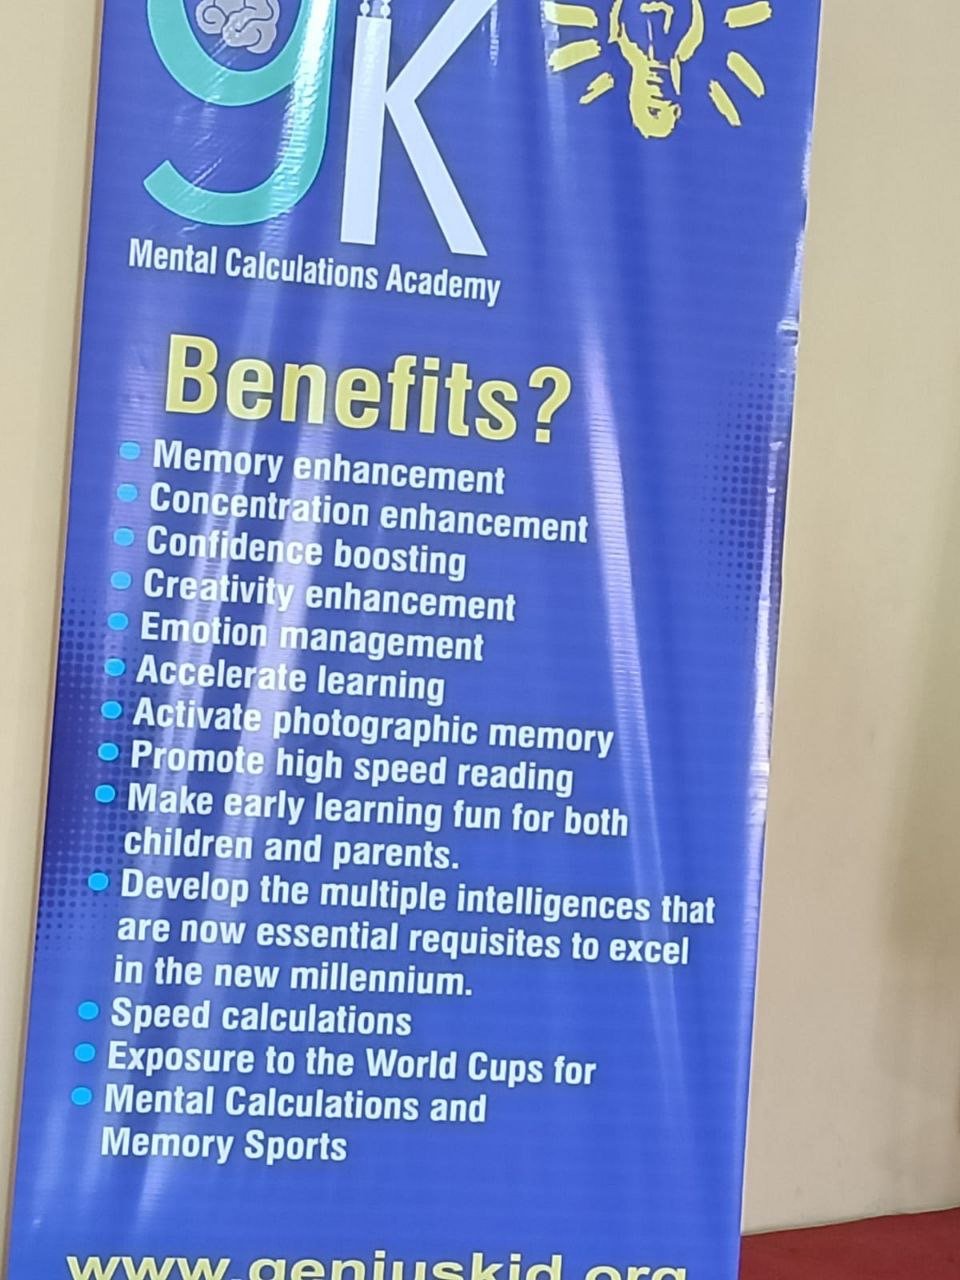 gK
Mental Calculations Academy
Benefits?
Memory enhancement
Concentration enhancement
Confidence boosting
Creativity enhancement
Emotion management
Accelerate learning
Activate photographic memory
Promote high speed reading
Make early learning fun for both
children and parents.
Develop the multiple intelligences that
are now essential requisites to excel
in the new millennium.
Speed calculations
Exposure to the World Cups for
Mental Calculations and
Memory Sports
www.geniuskid.org